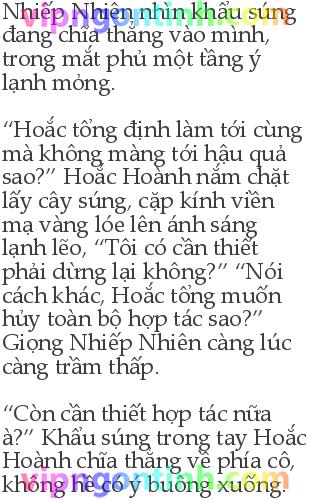 vipngontinh.com
Nhiếp Nhiên nhìn khẩu súng
đang chĩa thẳng vào mình,
trong mắt phủ một tầng ý
lạnh mỏng.
“Hoắc tổng định làm tới cùng
mà không màng tới hậu quả
sao?” Hoắc Hoành nắm chặt
lấy cây súng, cặp kính viền
mạ vàng lóe lên ánh sáng
lạnh lẽo, “Tôi có cần thiết
phải dừng lại không?” “Nói
cách khác, Hoắc tổng muốn
hủy toàn bộ hợp tác sao?”
Giọng Nhiếp Nhiên càng lúc
càng trầm thấp.
“Còn cần thiết hợp tác nữa
à?” Khẩu súng trong tay Hoắc
Hoành chĩa thẳng về phía cô,
không hề có ý buông xuống.
vipngontinh.com